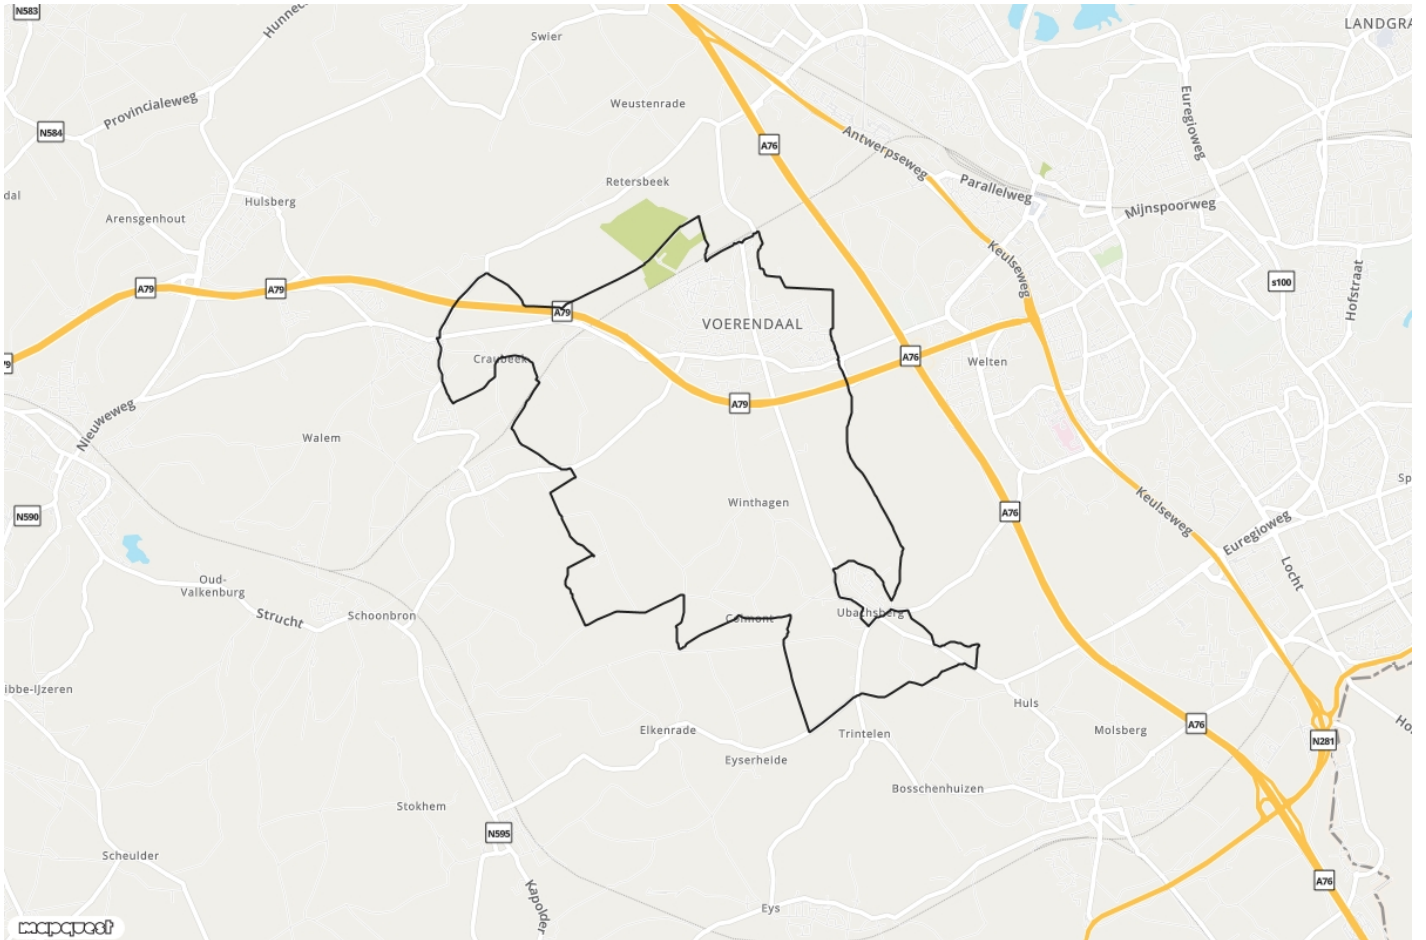 N583
Hunnec
Swier
LANDGRA
Provincialeweg
Weustenrade
Euregioweg
N584
A76
Antwerpseweg
Retersbeek
Parallelweg
dal
Hulsberg
Arensgenhout
Mijnspoorweg
Keulseweg
A79
A79
s100
Hofstraat
A79
VOERENDAAL
79
Craubeek
A76
Welten
A79
Nieuweweg
Walem
Sp
Winthagen
Keulseweg
N590
A76
Euregioweg
Oud-
Valkenburg
Locht
Strucht
Schoonbron
Colmont
Ubachsberg
ibbe-IJzeren
Huls
Elkenrade
Trintelen
Molsberg
A76
N281
Ho
Eyserheide
Bosschenhuizen
Stokhem
N595
Scheulder
A76
Kapolder
Eys
mapquest